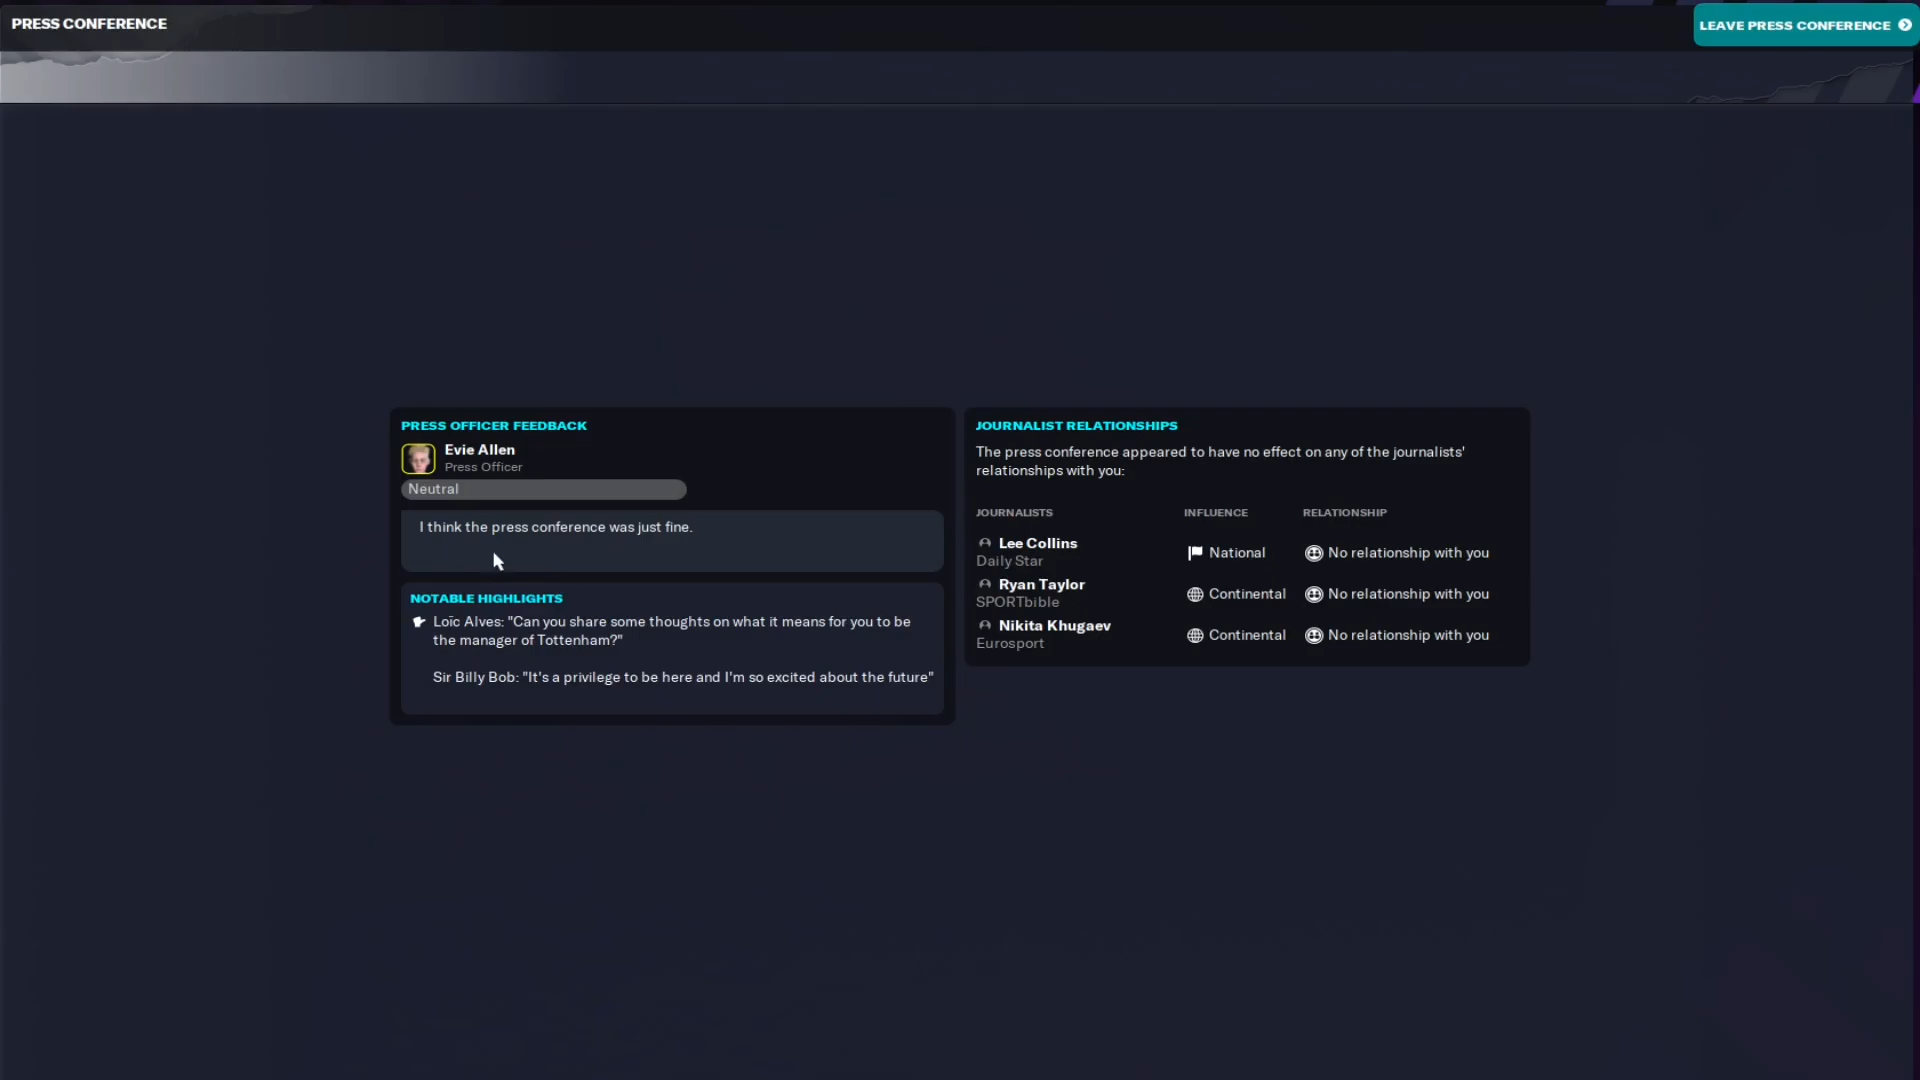 PRESS CONFERENCE
LEAVE PRESS CONFERENCE
PRESS OFFICER FEEDBACK
Evie Allen
Press Officer
Neutral
I think the press conference was just fine.
NOTABLE HIGHLIGHTS
Loïc Alves: "Can you share some thoughts on what it means for you to be
the manager of Tottenham?"
Sir Billy Bob: "It's a privilege to be here and I'm so excited about the future"
JOURNALIST RELATIONSHIPS
The press conference appeared to have no effect on any of the journalists'
relationships with you:
JOURNALISTS INFLUENCE RELATIONSHIP
Lee Collins
Daily Star
National No relationship with you
Ryan Taylor
SPORTbible
Continental No relationship with you
Nikita Khugaev
Eurosport
Continental No relationship with you